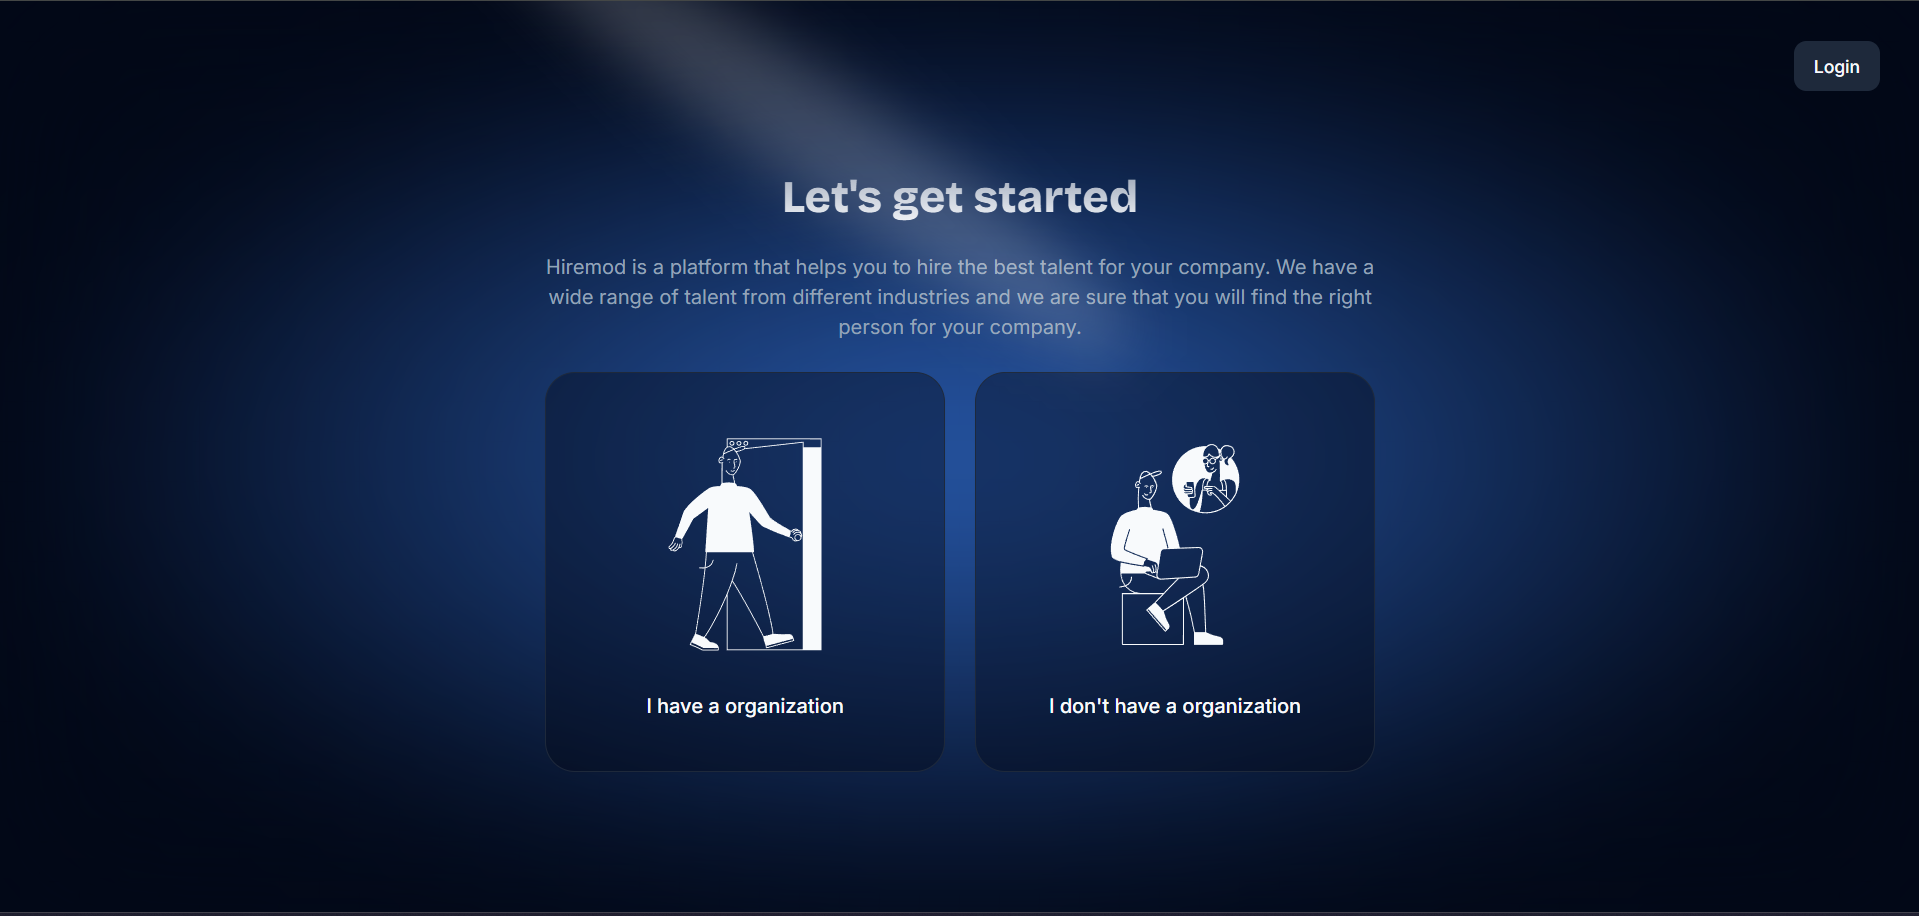 Login
Let's get started
Hiremod is a platform that helps you to hire the best talent for your company. We have a
wide range of talent from different industries and we are sure that you will find the right
person for your company.
I have a organization
I don't have a organization